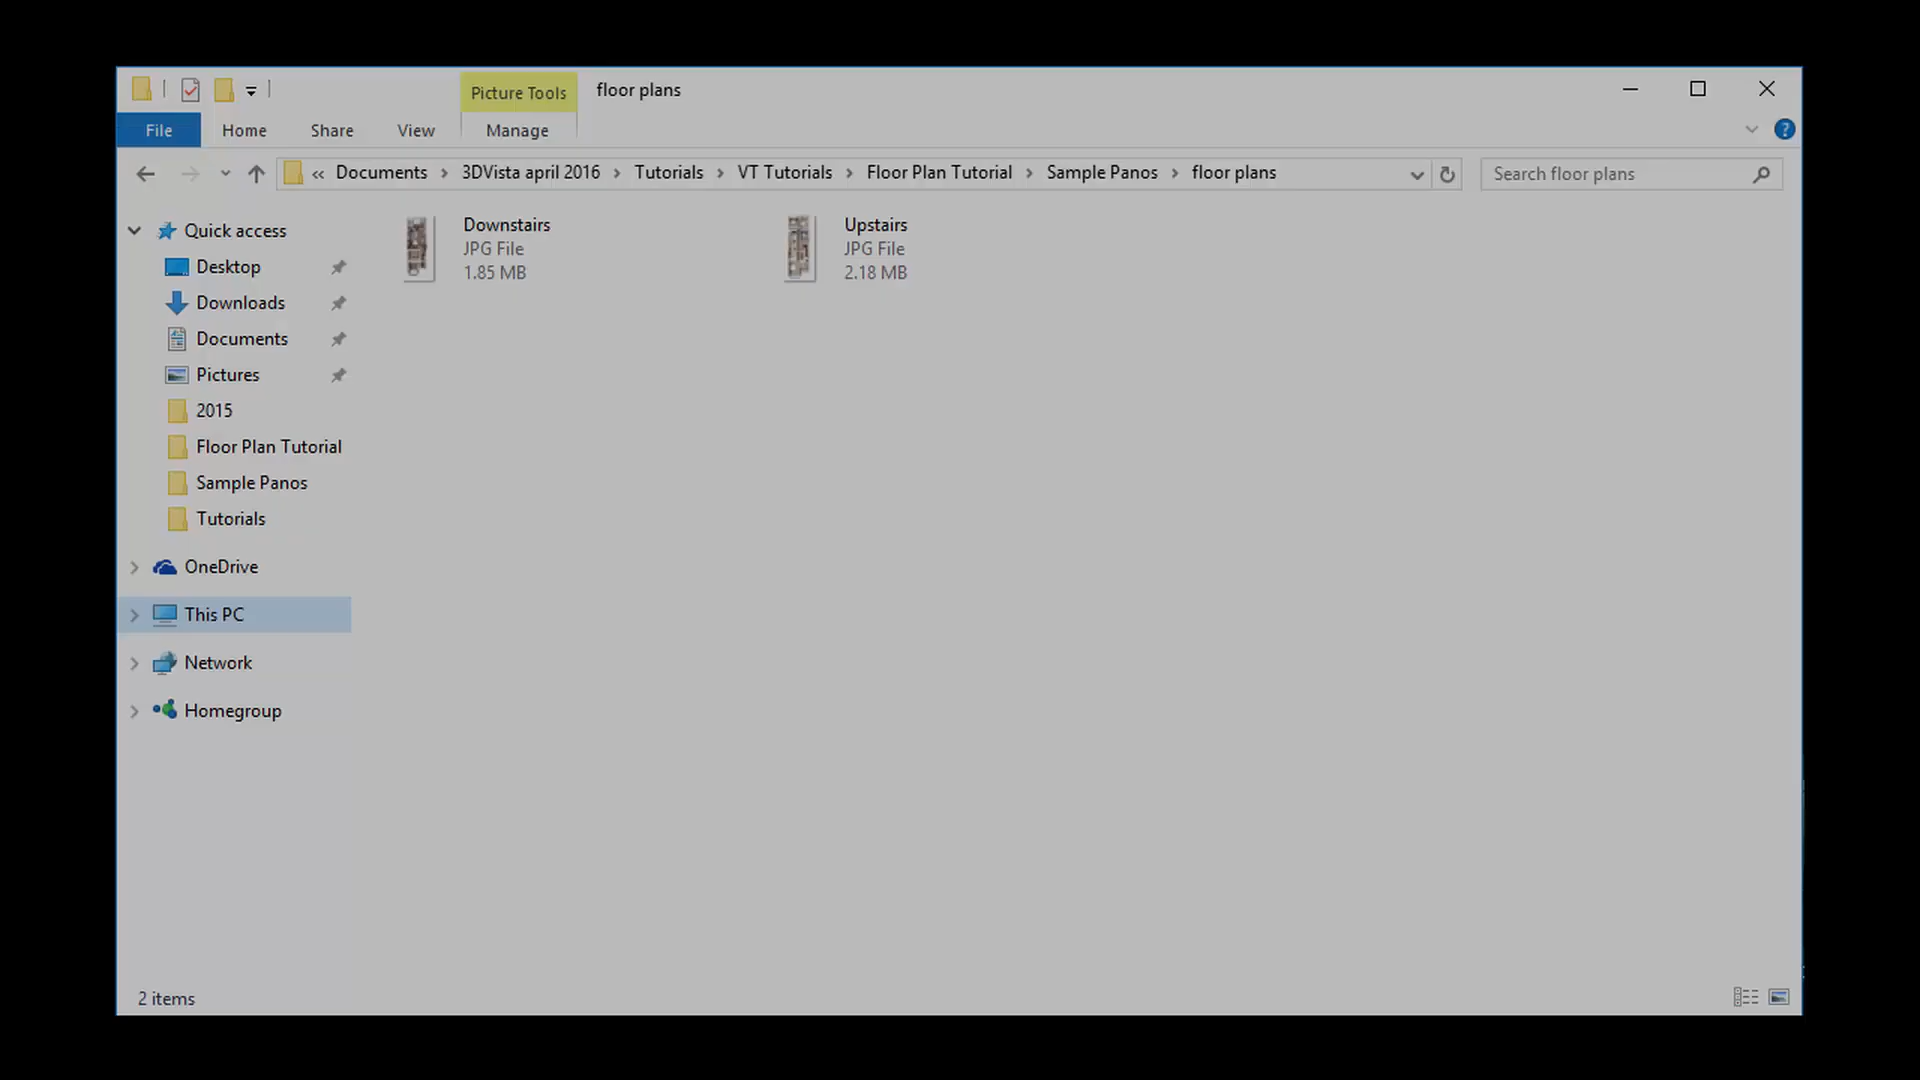 Picture Tools floor plans
File Home Share View Manage
« Documents > 3DVista april 2016 > Tutorials > VT Tutorials > Floor Plan Tutorial > Sample Panos > floor plans Search floor plans
Quick access
Desktop
Downloads
Documents
Pictures
2015
Floor Plan Tutorial
Sample Panos
Tutorials
OneDrive
This PC
Network
Homegroup
Downstairs
JPG File
1.85 MB
Upstairs
JPG File
2.18 MB
2 items